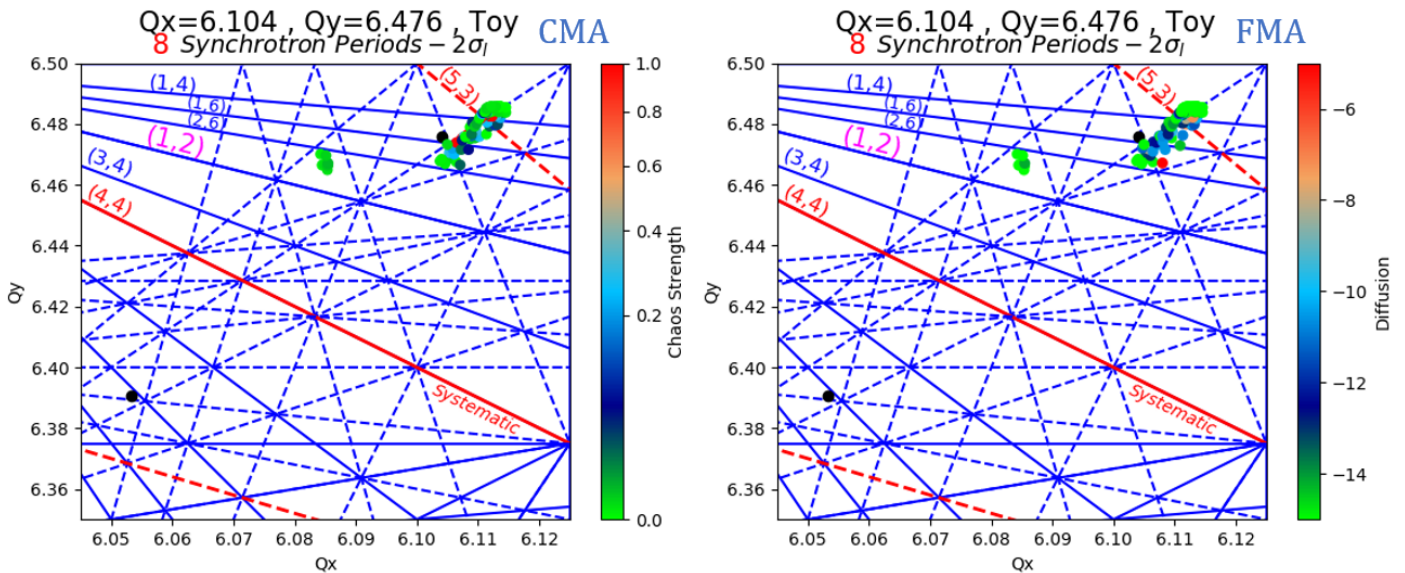 Qx=6.104 , Qy=6.476 , Toy CMA
8 Synchrotron Periods − 2σ_l
6.50
6.48
6.46
6.44
6.42
6.40
6.38
6.36
Qy
(1,4)
(1,6)
(2,6)
(1,2)
(3,4)
(4,4)
(5,3)
Systematic
6.05 6.06 6.07 6.08 6.09 6.10 6.11 6.12
Qx
1.0
0.8
0.6
0.4
0.2
0.0
Chaos Strength
Qx=6.104 , Qy=6.476 , Toy FMA
8 Synchrotron Periods − 2σ_l
6.50
6.48
6.46
6.44
6.42
6.40
6.38
6.36
Qy
(1,4)
(1,6)
(2,6)
(1,2)
(3,4)
(4,4)
(5,3)
Systematic
6.05 6.06 6.07 6.08 6.09 6.10 6.11 6.12
Qx
−6
−8
−10
−12
−14
Diffusion